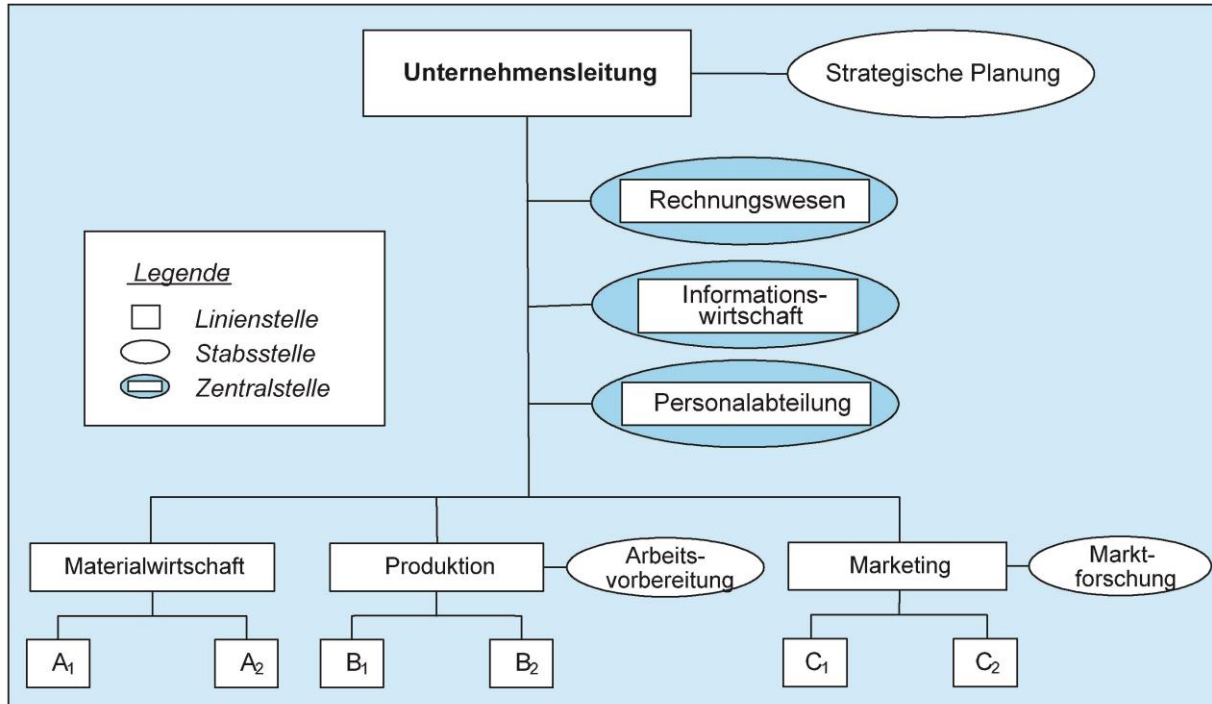 Unternehmensleitung
Strategische Planung
Rechnungswesen
Informations-
wirtschaft
Personalabteilung
Legende:
Linienstelle
Stabsstelle
Zentralstelle
Materialwirtschaft
Produktion
Arbeits-
vorbereitung
Marketing
Markt-
forschung
A1
A2
B1
B2
C1
C2